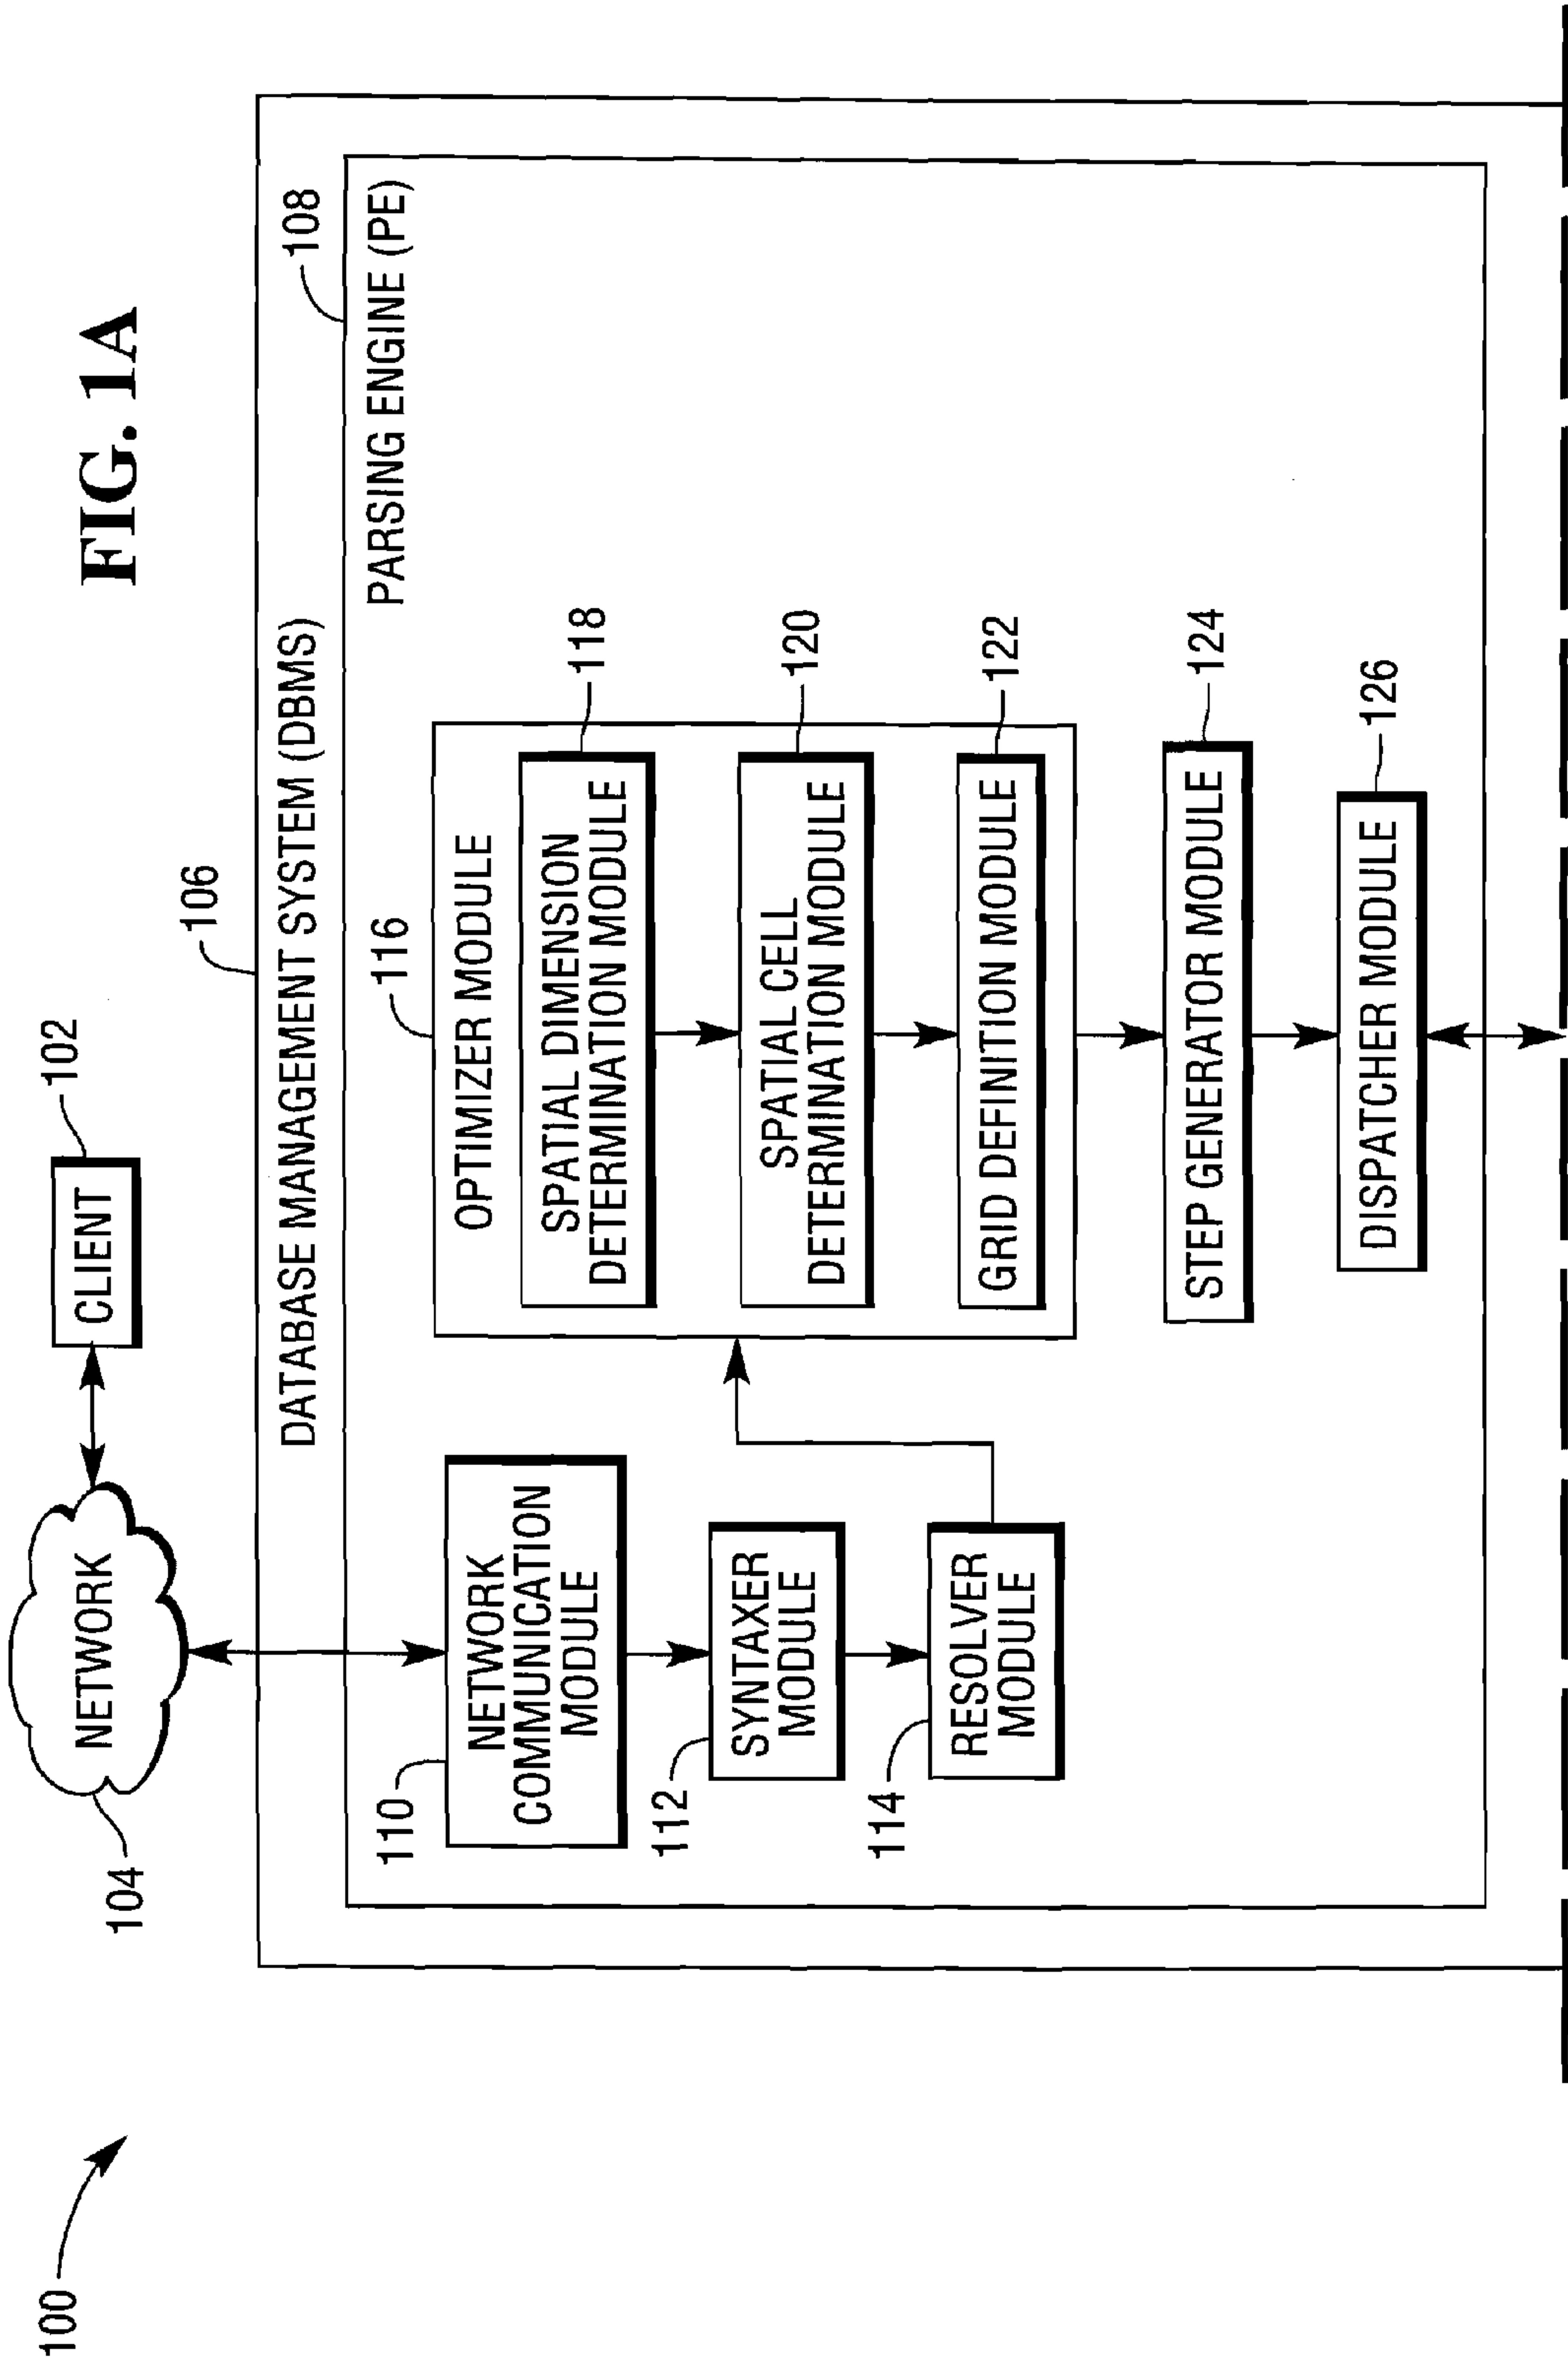 FIG. 1A
100
104
NETWORK
CLIENT
102
106
DATABASE MANAGEMENT SYSTEM (DBMS)
108
PARSING ENGINE (PE)
110
NETWORK
COMMUNICATION
MODULE
112
SYNTAXER
MODULE
114
RESOLVER
MODULE
116
OPTIMIZER MODULE
SPATIAL DIMENSION
DETERMINATION MODULE
118
SPATIAL CELL
DETERMINATION MODULE
120
GRID DEFINITION MODULE
122
STEP GENERATOR MODULE
124
DISPATCHER MODULE
126